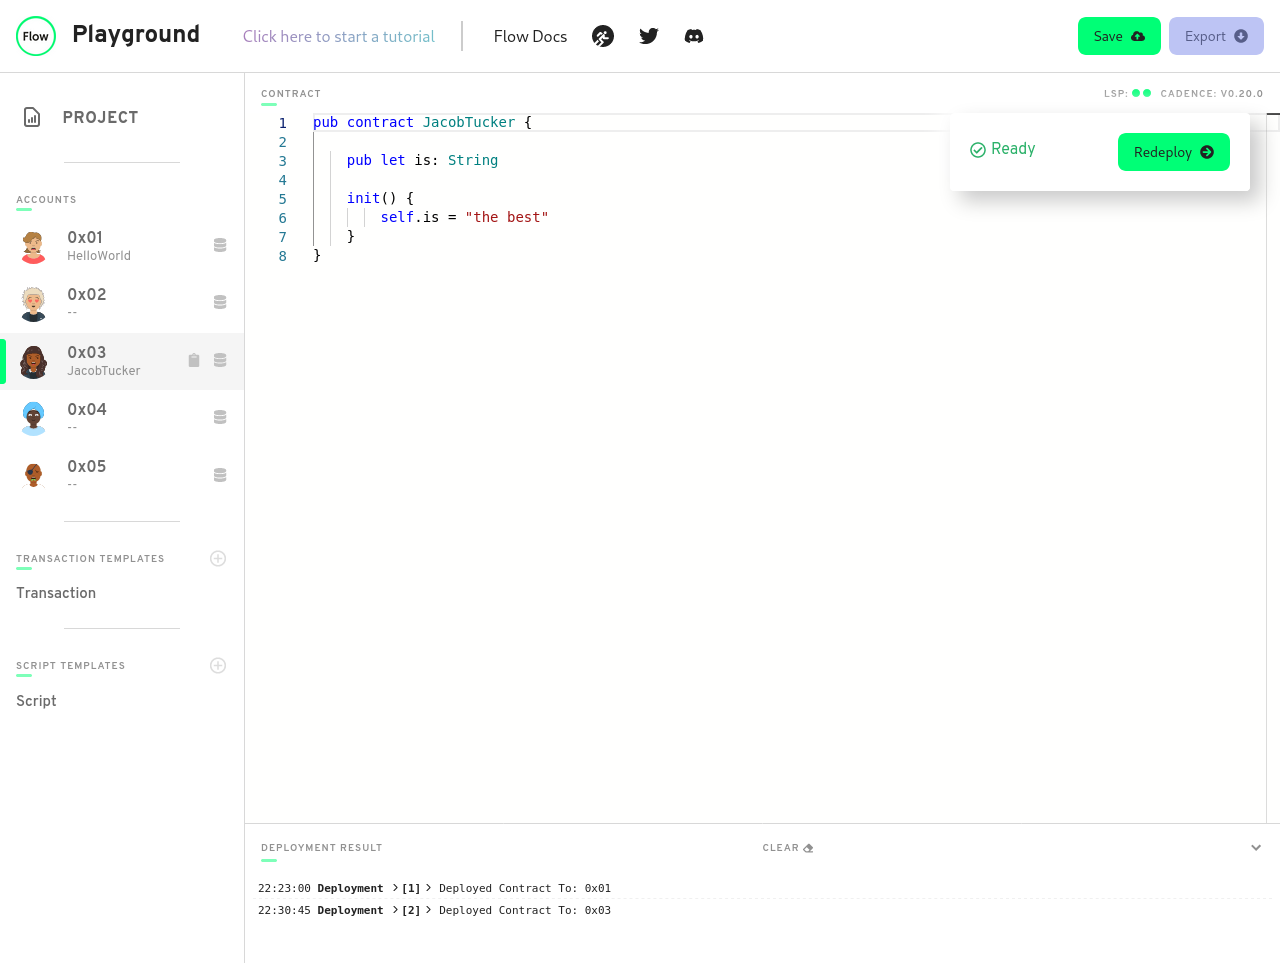 Flow Playground Click here to start a tutorial Flow Docs Save Export
PROJECT
ACCOUNTS
0x01
HelloWorld
0x02
--
0x03
JacobTucker
0x04
--
0x05
--
TRANSACTION TEMPLATES
Transaction
SCRIPT TEMPLATES
Script
CONTRACT LSP: CADENCE: V0.20.0
Ready Redeploy
1 pub contract JacobTucker {
2
3     pub let is: String
4
5     init() {
6         self.is = "the best"
7     }
8 }
DEPLOYMENT RESULT CLEAR
22:23:00 Deployment > [1] > Deployed Contract To: 0x01
22:30:45 Deployment > [2] > Deployed Contract To: 0x03